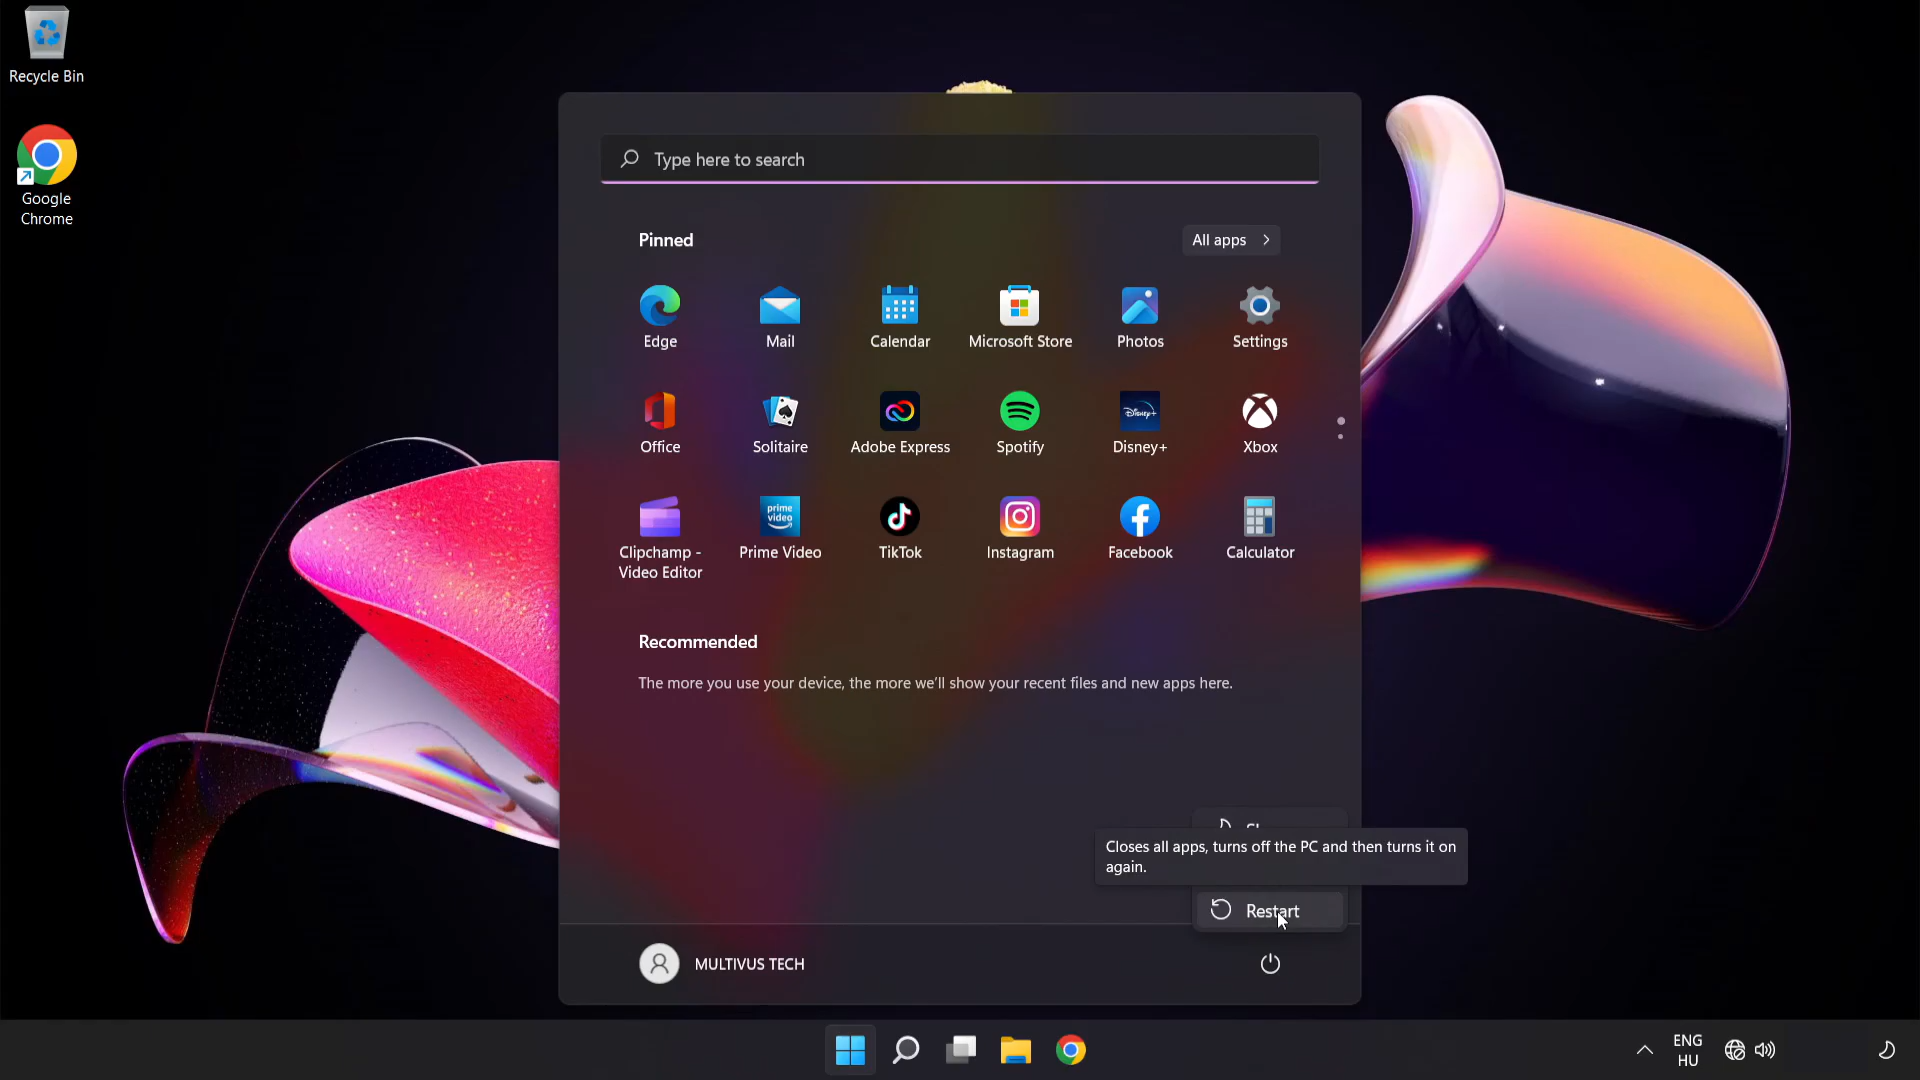 Recycle Bin
Google
Chrome
Type here to search
Pinned
All apps
Edge
Mail
Calendar
Microsoft Store
Photos
Settings
Office
Solitaire
Adobe Express
Spotify
Disney+
Disney+
Xbox
Clipchamp -
Video Editor
prime
video
Prime Video
TikTok
Instagram
Facebook
Calculator
Recommended
The more you use your device, the more we'll show your recent files and new apps here.
Closes all apps, turns off the PC and then turns it on
again.
Restart
MULTIVUS TECH
ENG
HU